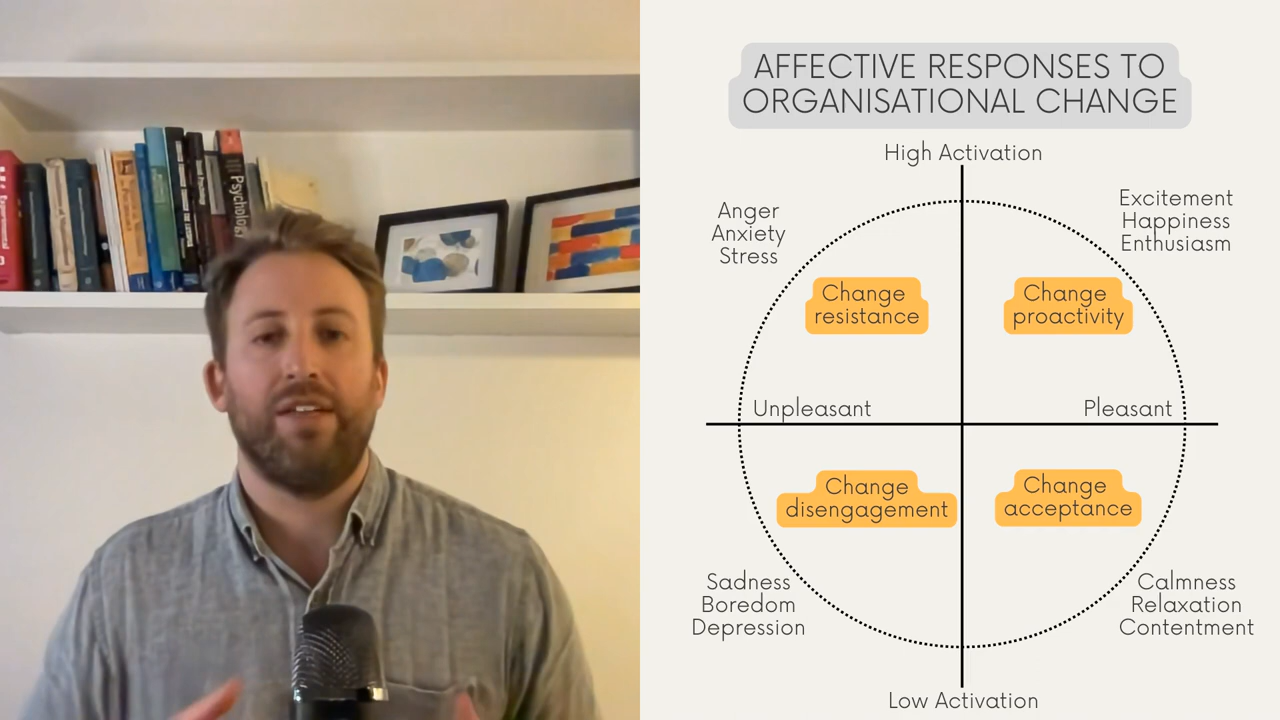 Psychology
AFFECTIVE RESPONSES TO
ORGANISATIONAL CHANGE
High Activation
Anger
Anxiety
Stress
Excitement
Happiness
Enthusiasm
Change
resistance
Change
proactivity
Unpleasant
Pleasant
Change
disengagement
Change
acceptance
Sadness
Boredom
Depression
Calmness
Relaxation
Contentment
Low Activation